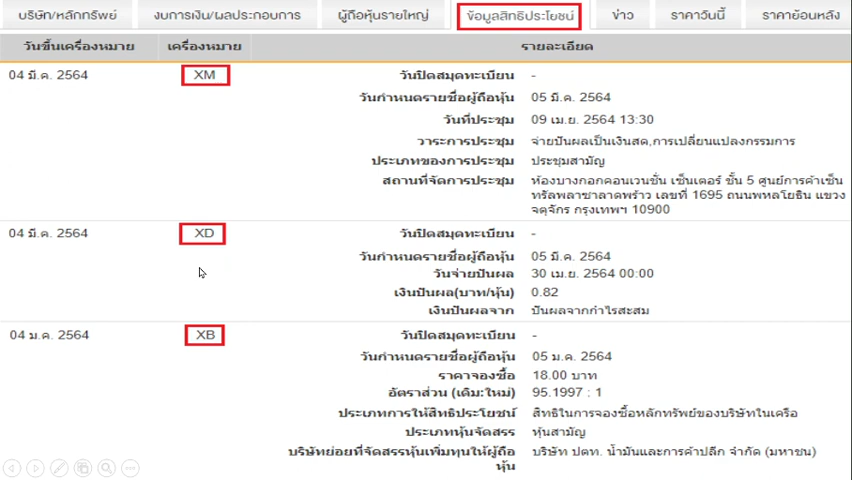 บริษัท/หลักทรัพย์ งบการเงิน/ผลประกอบการ ผู้ถือหุ้นรายใหญ่ ข้อมูลสิทธิประโยชน์ ข่าว ราคาวันนี้ ราคาย้อนหลัง
วันขึ้นเครื่องหมาย เครื่องหมาย รายละเอียด
04 มี.ค. 2564 XM วันปิดสมุดทะเบียน -
วันกำหนดรายชื่อผู้ถือหุ้น 05 มี.ค. 2564
วันที่ประชุม 09 เม.ย. 2564 13:30
วาระการประชุม จ่ายปันผลเป็นเงินสด,การเปลี่ยนแปลงกรรมการ
ประเภทของการประชุม ประชุมสามัญ
สถานที่จัดการประชุม ห้องบางกอกคอนเวนชั่น เซ็นเตอร์ ชั้น 5 ศูนย์การค้าเซ็น
ทรัลพลาซาลาดพร้าว เลขที่ 1695 ถนนพหลโยธิน แขวง
จตุจักร กรุงเทพฯ 10900
04 มี.ค. 2564 XD วันปิดสมุดทะเบียน -
วันกำหนดรายชื่อผู้ถือหุ้น 05 มี.ค. 2564
วันจ่ายปันผล 30 เม.ย. 2564 00:00
เงินปันผล(บาท/หุ้น) 0.82
เงินปันผลจาก ปันผลจากกำไรสะสม
04 ม.ค. 2564 XB วันปิดสมุดทะเบียน -
วันกำหนดรายชื่อผู้ถือหุ้น 05 ม.ค. 2564
ราคาจองซื้อ 18.00 บาท
อัตราส่วน (เดิม:ใหม่) 95.1997 : 1
ประเภทการให้สิทธิประโยชน์ สิทธิในการจองซื้อหลักทรัพย์ของบริษัทในเครือ
ประเภทหุ้นจัดสรร หุ้นสามัญ
บริษัทย่อยที่จัดสรรหุ้นเพิ่มทุนให้ผู้ถือ บริษัท ปตท. น้ำมันและการค้าปลีก จำกัด (มหาชน)
หุ้น